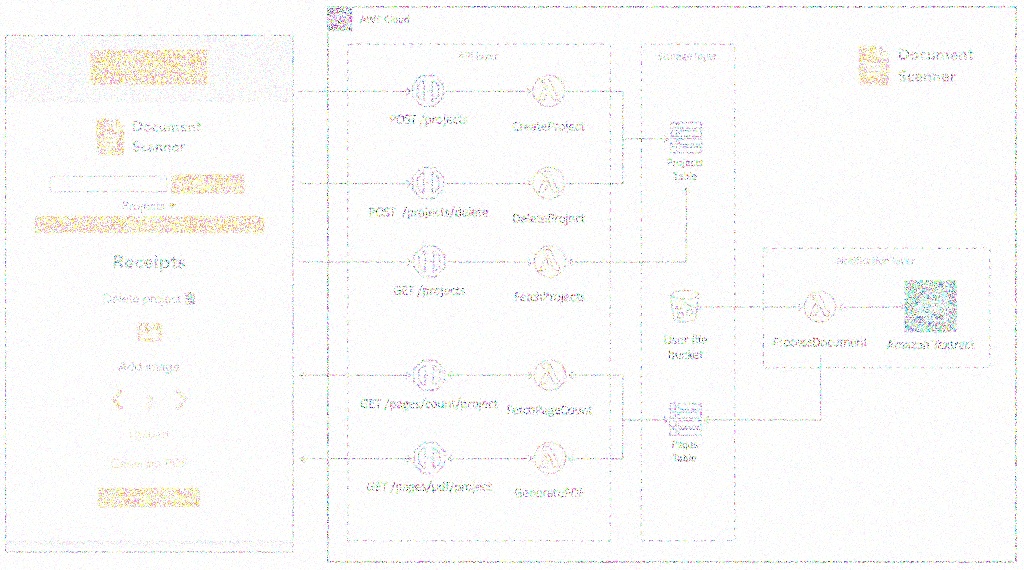 AWS Cloud
Document
Scanner
Projects
Receipts
Delete project
Add image
2
Upload
Generate PDF
API layer
POST /projects
CreateProject
POST /projects/delete
DeleteProject
GET /projects
FetchProjects
GET /pages/count/project
FetchPageCount
GET /pages/pdf/project
GeneratePDF
Storage layer
Projects
Table
User file
bucket
Pages
Table
Notification layer
ProcessDocument
Amazon Textract
Document
Scanner